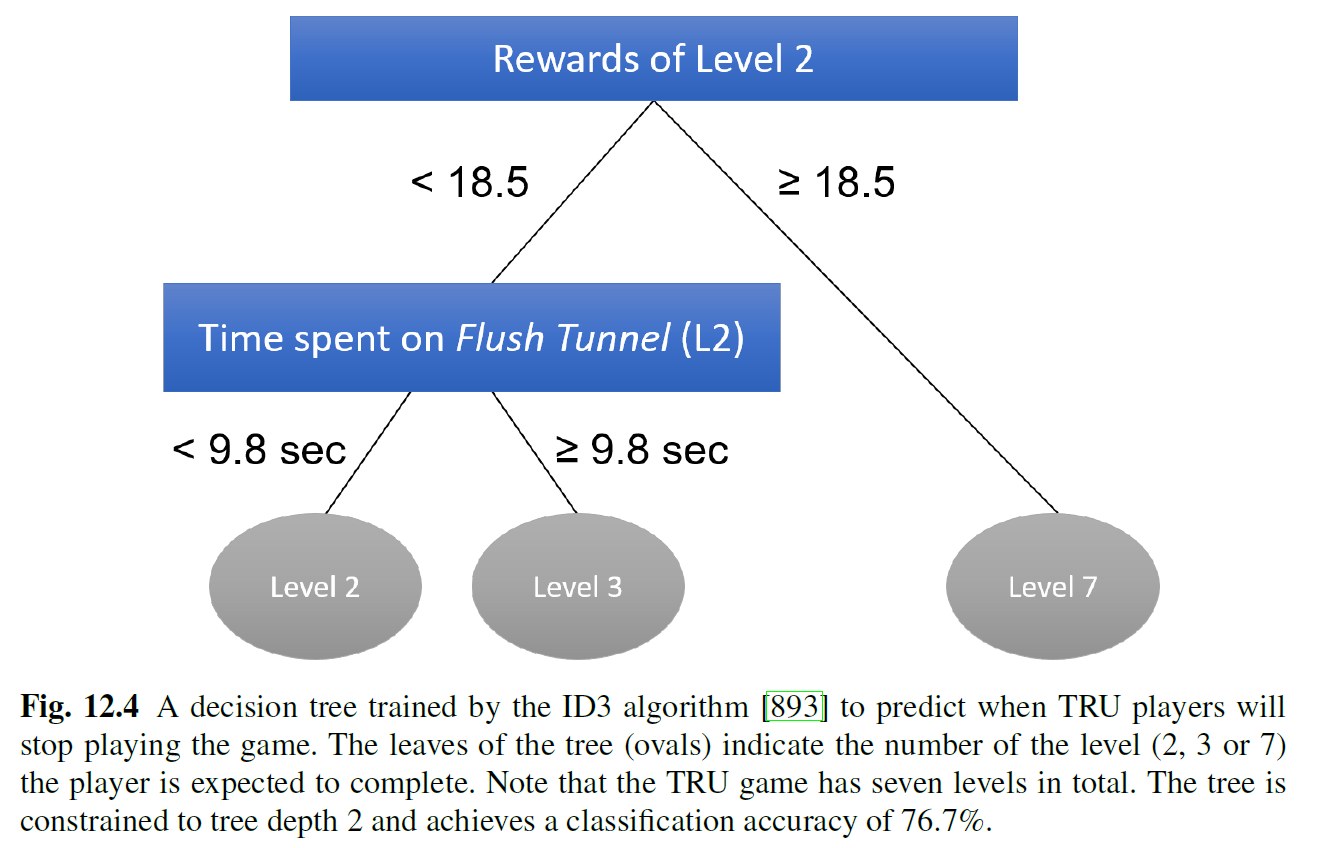 Rewards of Level 2
< 18.5
≥ 18.5
Time spent on Flush Tunnel (L2)
< 9.8 sec
≥ 9.8 sec
Level 2
Level 3
Level 7
Fig. 12.4 A decision tree trained by the ID3 algorithm [893] to predict when TRU players will
stop playing the game. The leaves of the tree (ovals) indicate the number of the level (2, 3 or 7)
the player is expected to complete. Note that the TRU game has seven levels in total. The tree is
constrained to tree depth 2 and achieves a classification accuracy of 76.7%.